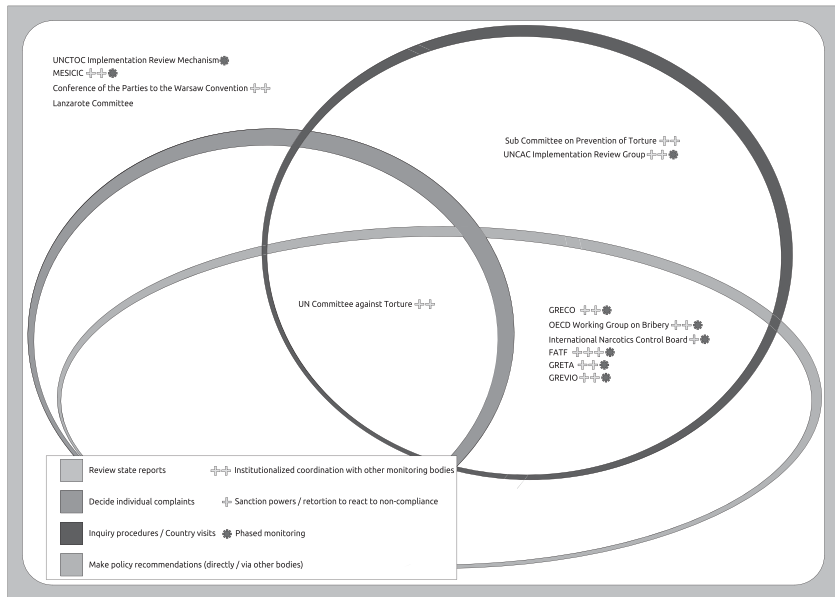 UNCTOC Implementation Review Mechanism
MESICIC
Conference of the Parties to the Warsaw Convention
Lanzarote Committee
Sub Committee on Prevention of Torture
UNCAC Implementation Review Group
UN Committee against Torture
GRECO
OECD Working Group on Bribery
International Narcotics Control Board
FATF
GRETA
GREVIO
Review state reports
Institutionalized coordination with other monitoring bodies
Decide individual complaints
Sanction powers / retortion to react to non-compliance
Inquiry procedures / Country visits
Phased monitoring
Make policy recommendations (directly / via other bodies)